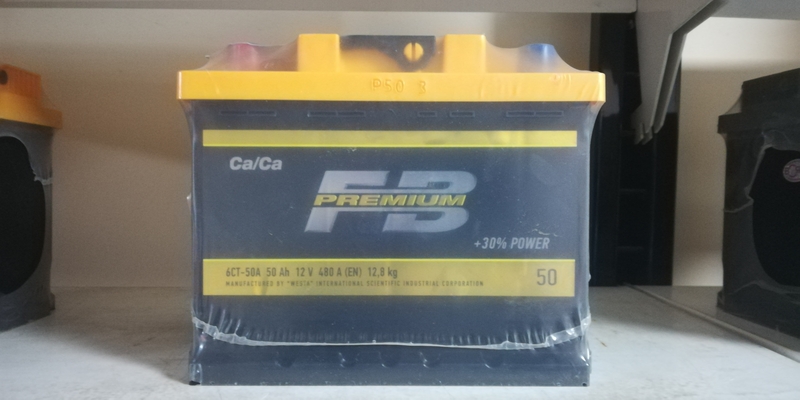 Ca/Ca
FB
PREMIUM
+30% POWER
6CT-50A 50 Ah 12 V 480 A (EN) 12,8 kg
50
MANUFACTURED BY INTERNATIONAL SCIENTIFIC INDUSTRIAL CORPORATION